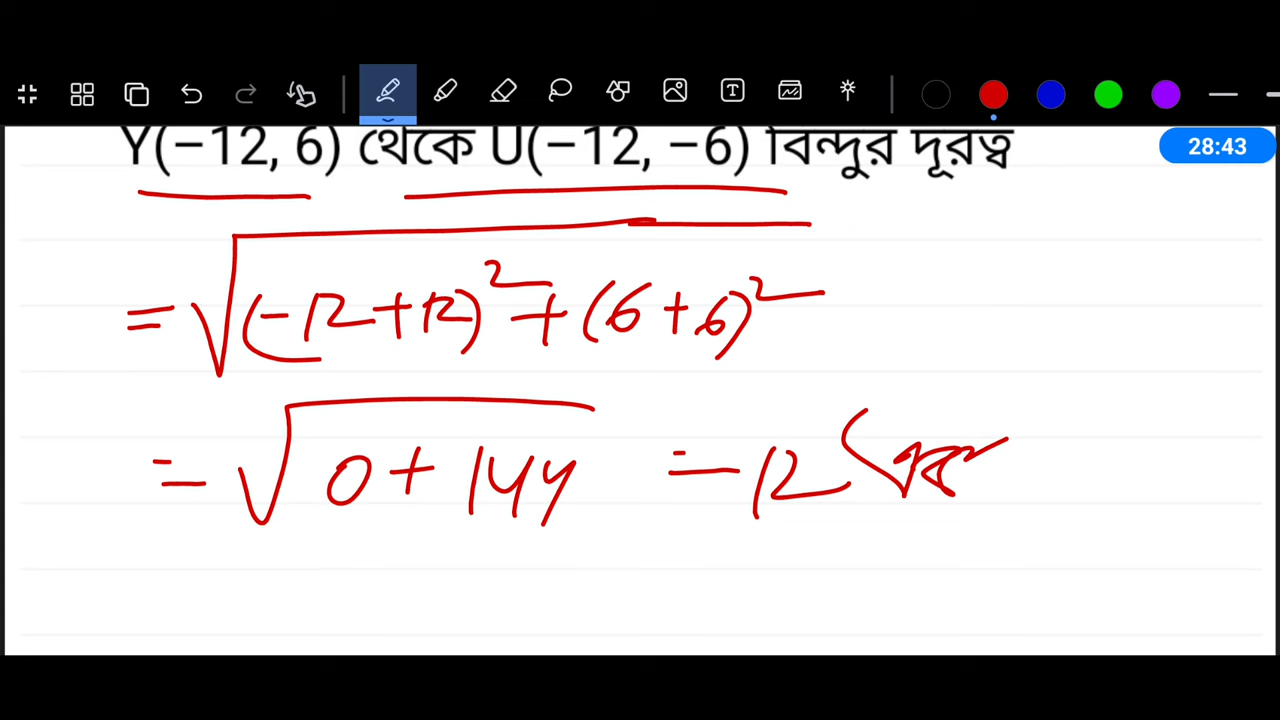 28:43
Y(−12, 6) থেকে U(−12, −6) বিন্দুর দূরত্ব
= √(-12+12)² + (6+6)²
= √0+144 = 12